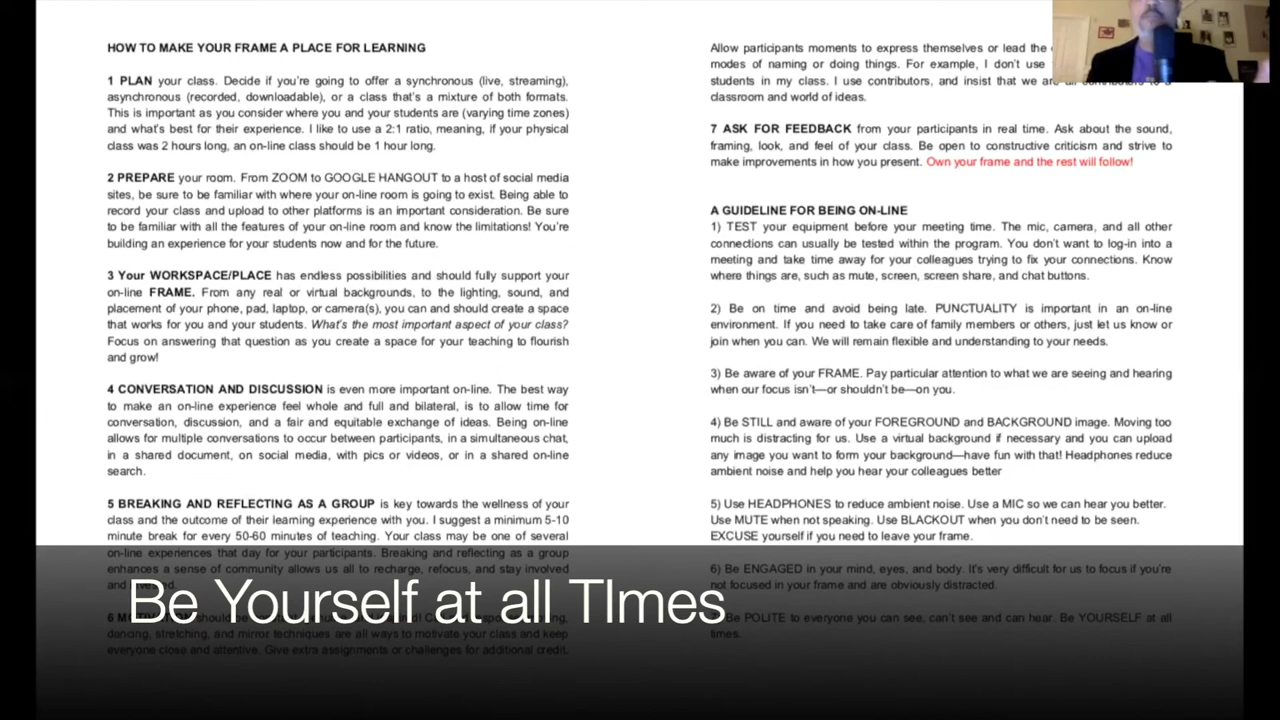 HOW TO MAKE YOUR FRAME A PLACE FOR LEARNING
1 PLAN your class. Decide if you're going to offer a synchronous (live, streaming),
asynchronous (recorded, downloadable), or a class that's a mixture of both formats.
This is important as you consider where you and your students are (varying time zones)
and what's best for their experience. I like to use a 2:1 ratio, meaning, if your physical
class was 2 hours long, an on-line class should be 1 hour long.
2 PREPARE your room. From ZOOM to GOOGLE HANGOUT to a host of social media
sites, be sure to be familiar with where your on-line room is going to exist. Being able to
record your class and upload to other platforms is an important consideration. Be sure
to be familiar with all the features of your on-line room and know the limitations! You're
building an experience for your students now and for the future.
3 Your WORKSPACE/PLACE has endless possibilities and should fully support your
on-line FRAME. From any real or virtual backgrounds, to the lighting, sound, and
placement of your phone, pad, laptop, or camera(s), you can and should create a space
that works for you and your students. What's the most important aspect of your class?
Focus on answering that question as you create a space for your teaching to flourish
and grow!
4 CONVERSATION AND DISCUSSION is even more important on-line. The best way
to make an on-line experience feel whole and full and bilateral, is to allow time for
conversation, discussion, and a fair and equitable exchange of ideas. Being on-line
allows for multiple conversations to occur between participants, in a simultaneous chat,
in a shared document, on social media, with pics or videos, or in a shared on-line
search.
5 BREAKING AND REFLECTING AS A GROUP is key towards the wellness of your
class and the outcome of their learning experience with you. I suggest a minimum 5-10
minute break for every 50-60 minutes of teaching. Your class may be one of several
on-line experiences that day for your participants. Breaking and reflecting as a group
enhances a sense of community allows us all to recharge, refocus, and stay involved
and
6 should be
dancing, stretching, and mirror techniques are all ways to motivate your class and keep
everyone close and attentive. Give extra assignments or challenges for additional credit.
Allow participants moments to express themselves or lead the
modes of naming or doing things. For example, I don't use
students in my class. I use contributors, and insist that we are all contributors to a
classroom and world of ideas.
7 ASK FOR FEEDBACK from your participants in real time. Ask about the sound,
framing, look, and feel of your class. Be open to constructive criticism and strive to
make improvements in how you present. Own your frame and the rest will follow!
A GUIDELINE FOR BEING ON-LINE
1) TEST your equipment before your meeting time. The mic, camera, and all other
connections can usually be tested within the program. You don't want to log-in into a
meeting and take time away for your colleagues trying to fix your connections. Know
where things are, such as mute, screen, screen share, and chat buttons.
2) Be on time and avoid being late. PUNCTUALITY is important in an on-line
environment. If you need to take care of family members or others, just let us know or
join when you can. We will remain flexible and understanding to your needs.
3) Be aware of your FRAME. Pay particular attention to what we are seeing and hearing
when our focus isn't—or shouldn't be—on you.
4) Be STILL and aware of your FOREGROUND and BACKGROUND image. Moving too
much is distracting for us. Use a virtual background if necessary and you can upload
any image you want to form your background—have fun with that! Headphones reduce
ambient noise and help you hear your colleagues better
5) Use HEADPHONES to reduce ambient noise. Use a MIC so we can hear you better.
Use MUTE when not speaking. Use BLACKOUT when you don't need to be seen.
EXCUSE yourself if you need to leave your frame.
6) Be ENGAGED in your mind, eyes, and body. It's very difficult for us to focus if you're
not focused in your frame and are obviously distracted.
Be POLITE to everyone you can see, can't see and can hear. Be YOURSELF at all
times.
Be Yourself at all TImes